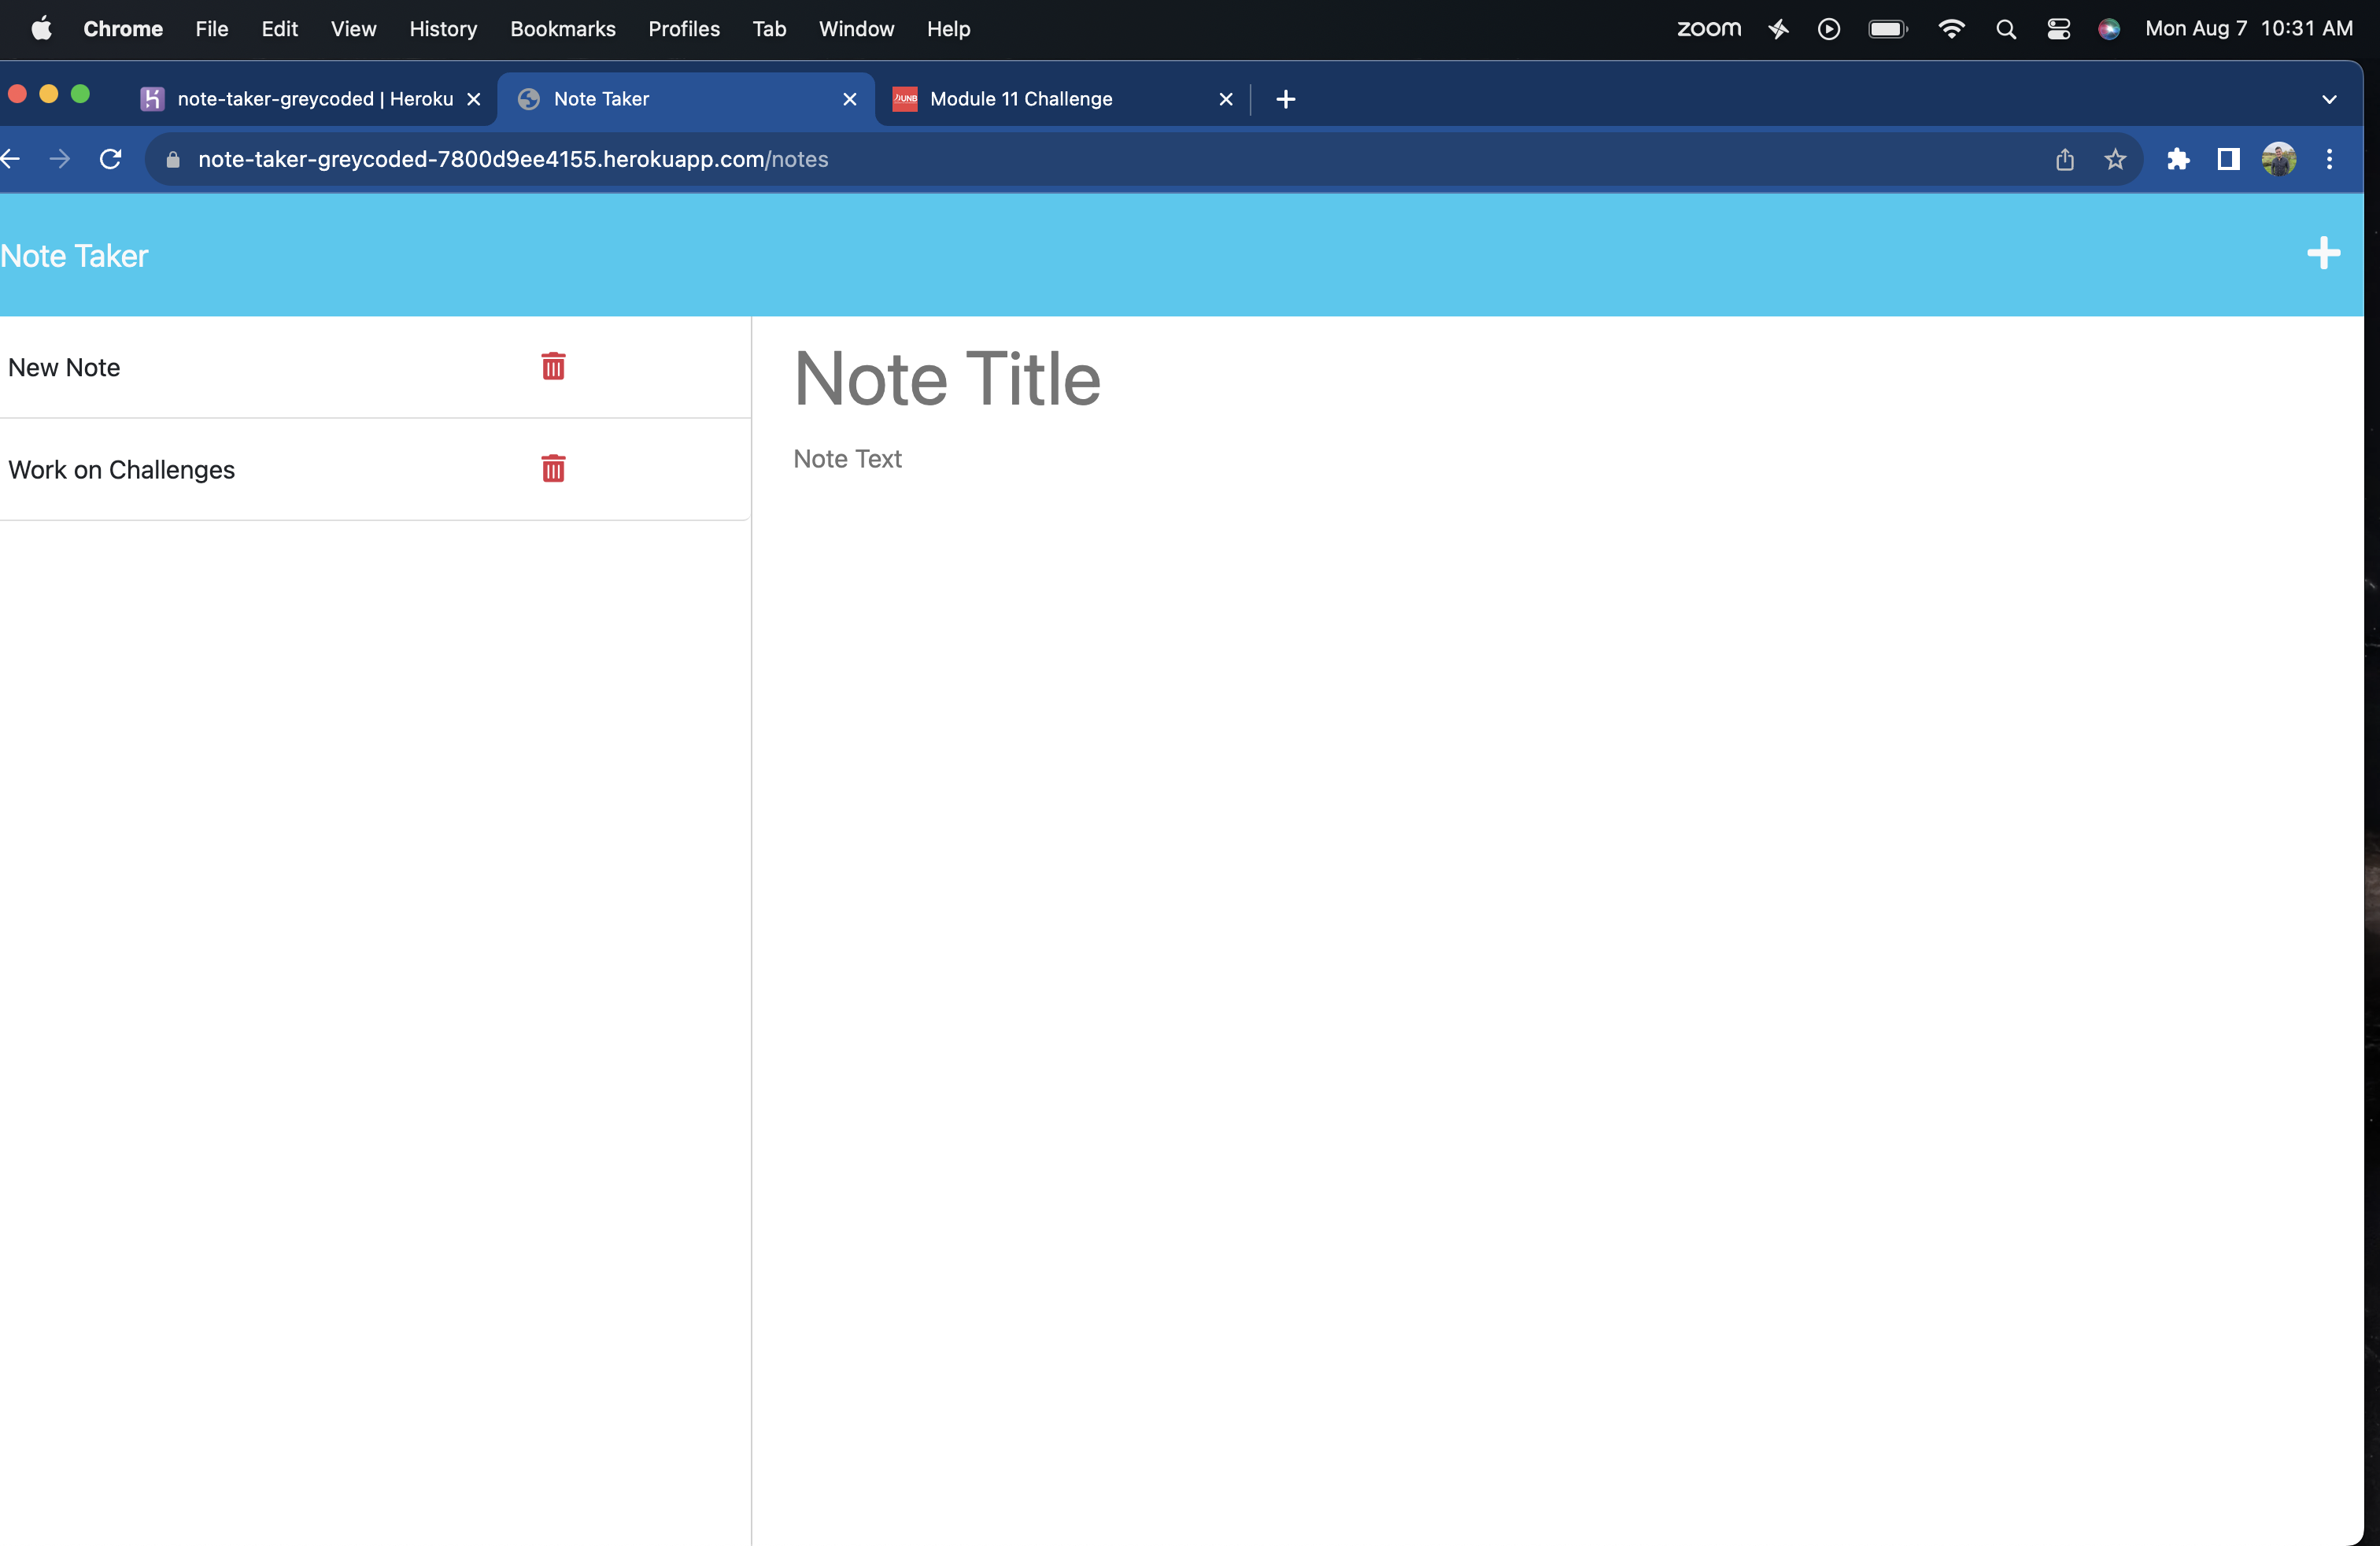 Chrome File Edit View History Bookmarks Profiles Tab Window Help zoom Mon Aug 7 10:31 AM
note-taker-greycoded | Heroku Note Taker UNB Module 11 Challenge
note-taker-greycoded-7800d9ee4155.herokuapp.com/notes
Note Taker
New Note
Work on Challenges
Note Title
Note Text